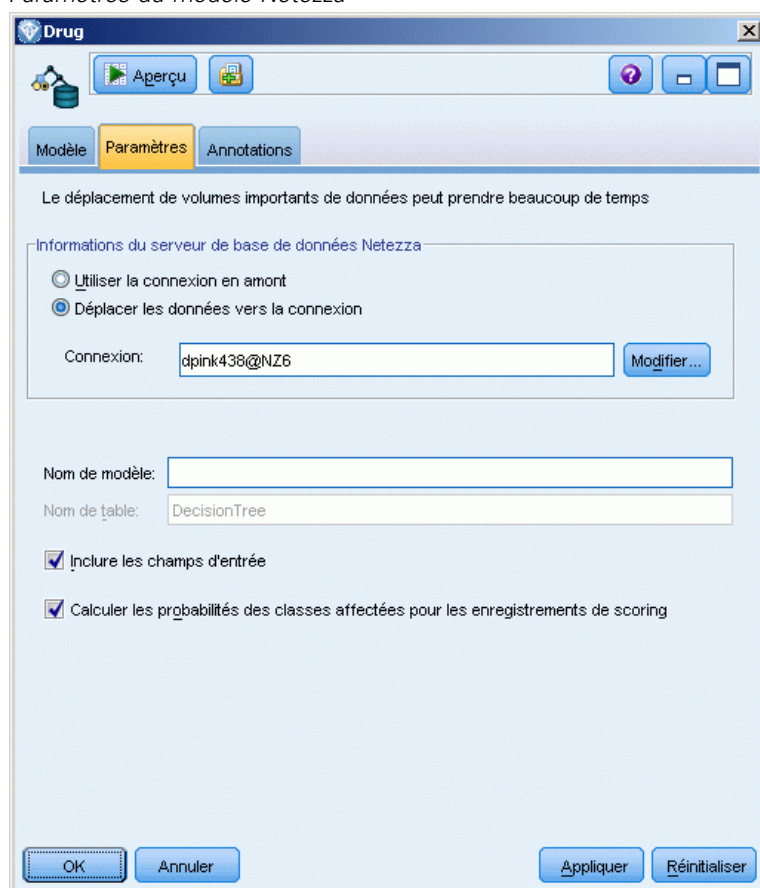 Paramètres du modèle Netezza
Drug
Aperçu
Modèle Paramètres Annotations
Le déplacement de volumes importants de données peut prendre beaucoup de temps
Informations du serveur de base de données Netezza
Utiliser la connexion en amont
Déplacer les données vers la connexion
Connexion: dpink438@NZ6 Modifier...
Nom de modèle:
Nom de table: DecisionTree
Inclure les champs d'entrée
Calculer les probabilités des classes affectées pour les enregistrements de scoring
OK Annuler Appliquer Réinitialiser